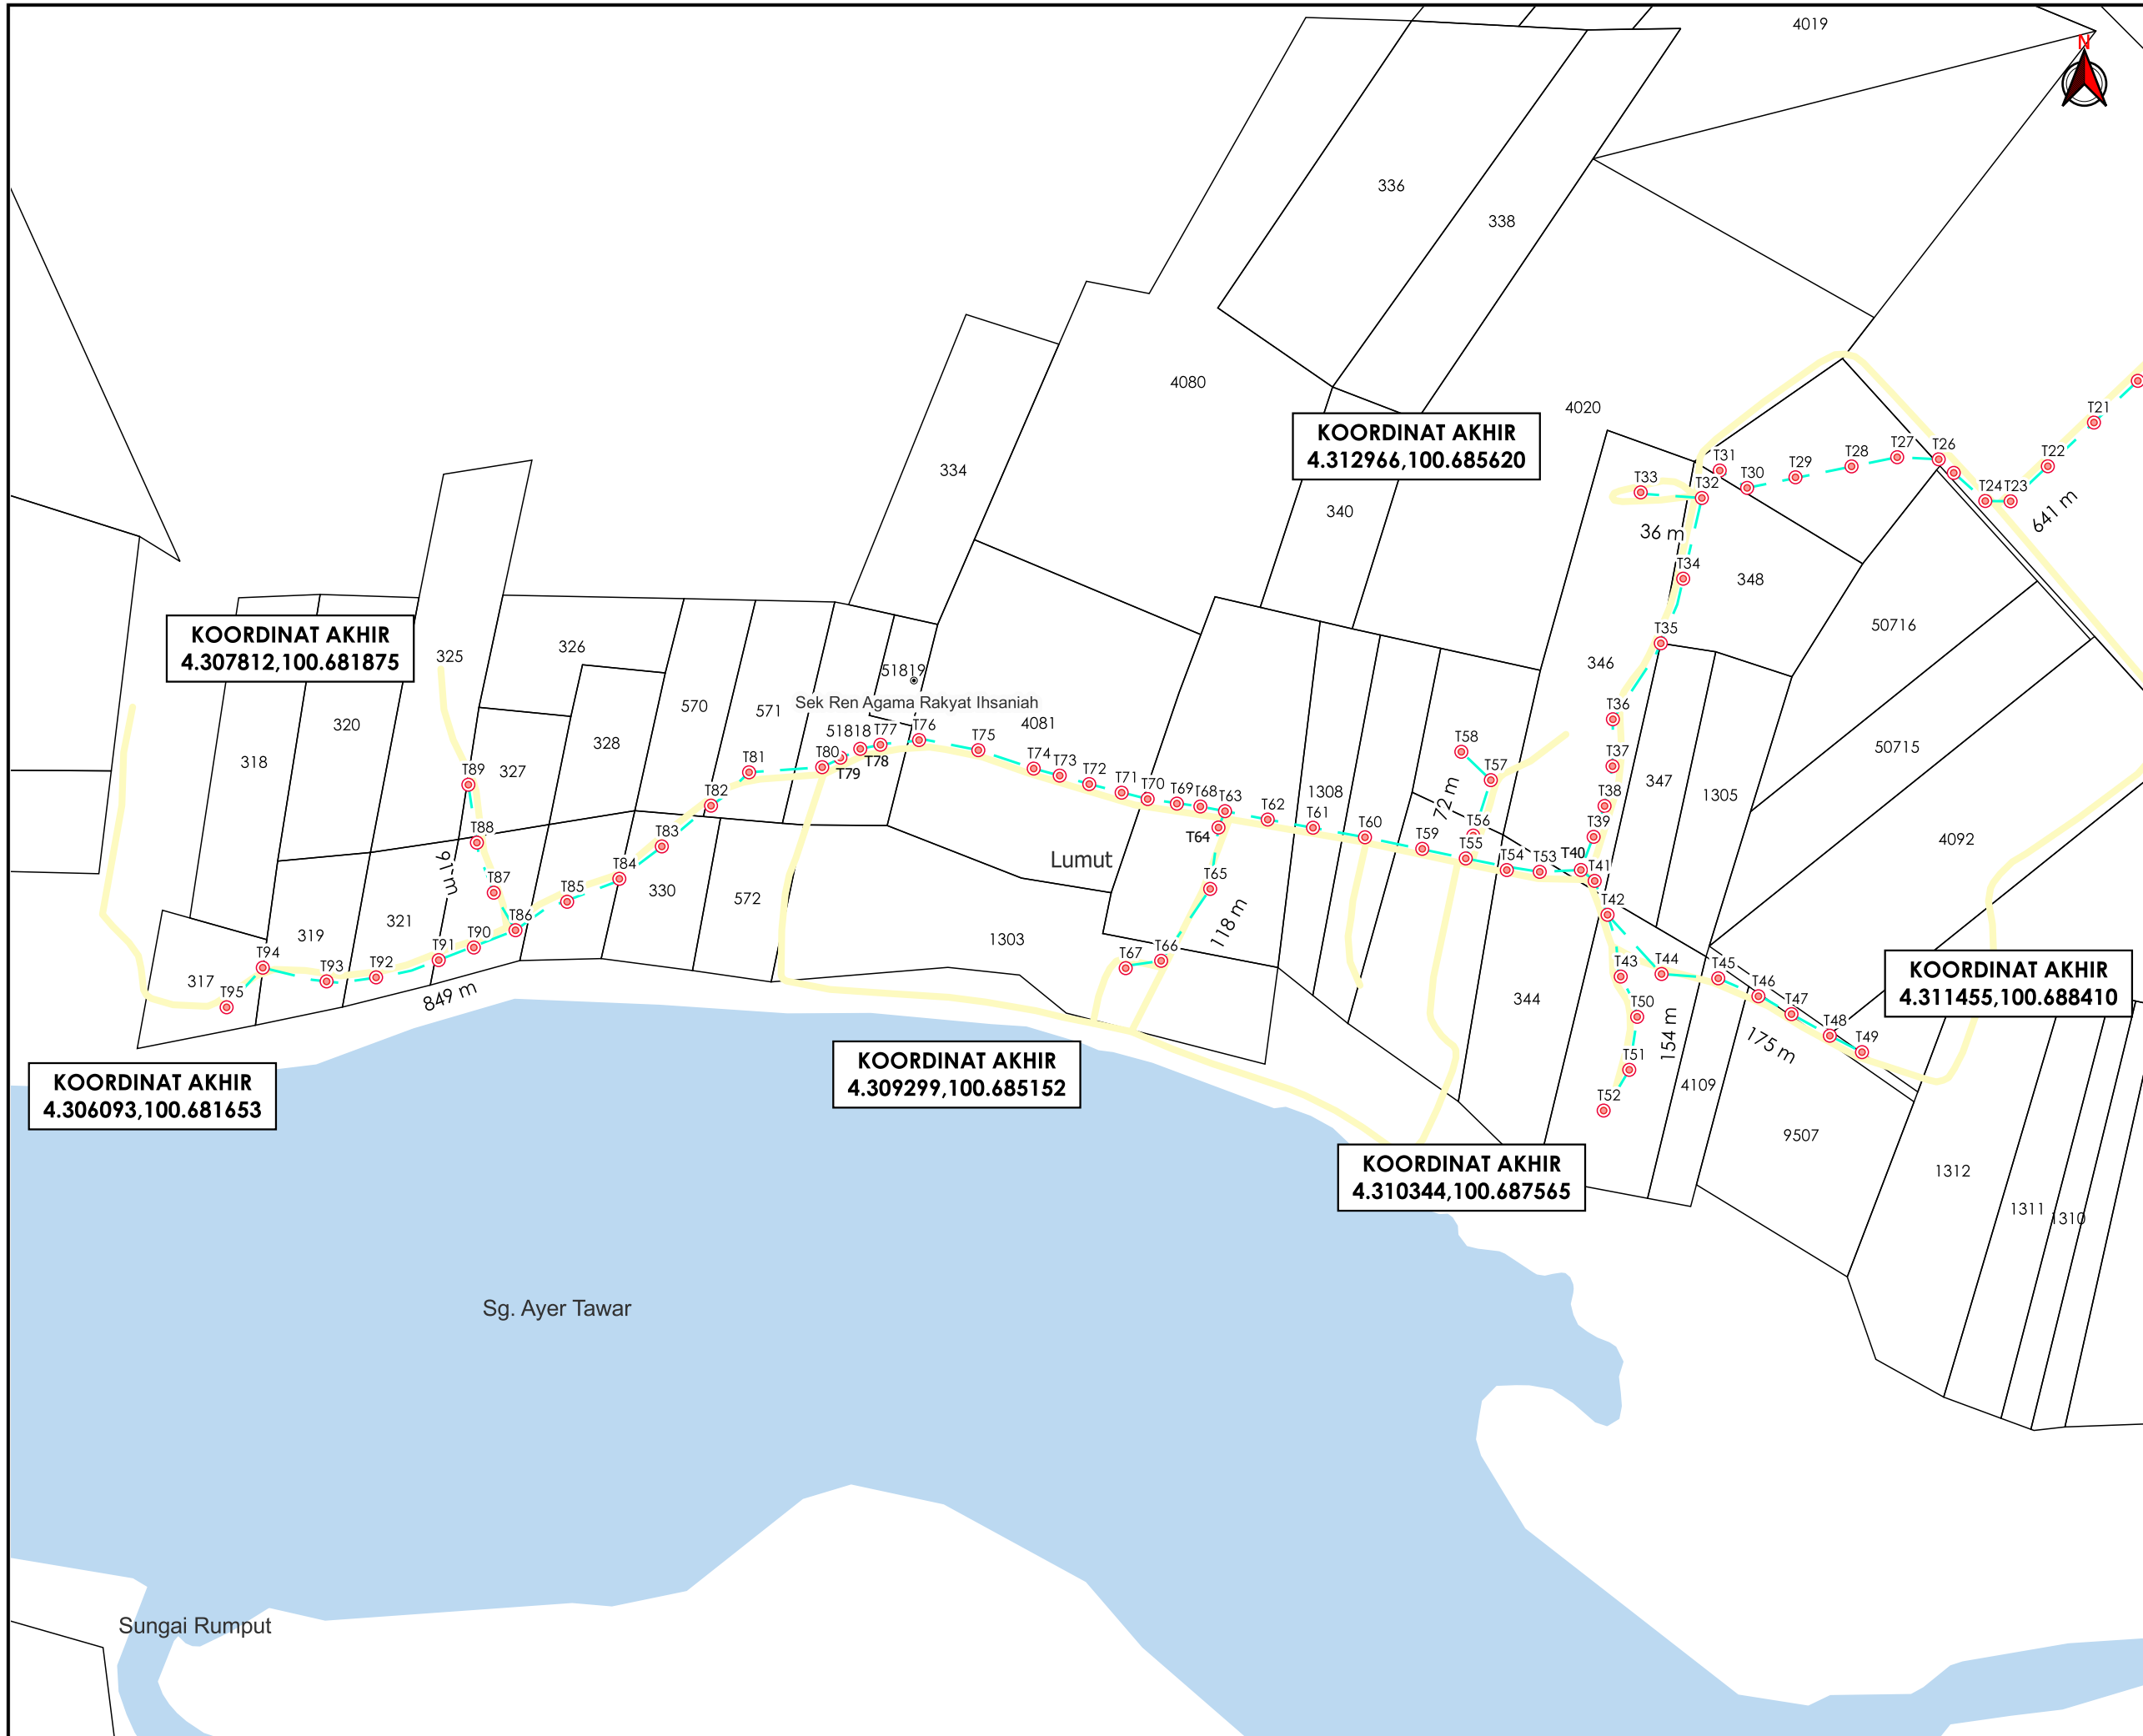 4019
N
336
338
4080
4020
KOORDINAT AKHIR
4.312966,100.685620
T21
T22
T27
T26
T28
T31
T29
T30
T33
T32
T24
T23
641 m
334
340
36 m
T34
348
50716
KOORDINAT AKHIR
4.307812,100.681875
325
326
T35
346
51819
Sek Ren Agama Rakyat Ihsaniah
318
320
570
571
4081
T36
51818
T77
T76
T75
328
327
T80
T78
T79
T81
T74
T73
T72
T71
T70
T69
T68
T63
T62
T61
T60
T58
T57
T37
50715
347
1305
T89
T82
T64
1308
72 m
T38
T56
T39
4092
T88
T83
Lumut
T59
T55
T54
T53
T40
T41
91 m
T84
T87
T85
330
572
T65
T42
T86
118 m
319
321
T91
T90
1303
T94
T93
T92
T67
T66
T43
T44
T45
T46
KOORDINAT AKHIR
4.311455,100.688410
317
T95
849 m
344
T50
T47
T48
T49
154 m
175 m
KOORDINAT AKHIR
4.306093,100.681653
KOORDINAT AKHIR
4.309299,100.685152
T51
4109
T52
9507
KOORDINAT AKHIR
4.310344,100.687565
1312
1311
1310
Sg. Ayer Tawar
Sungai Rumput